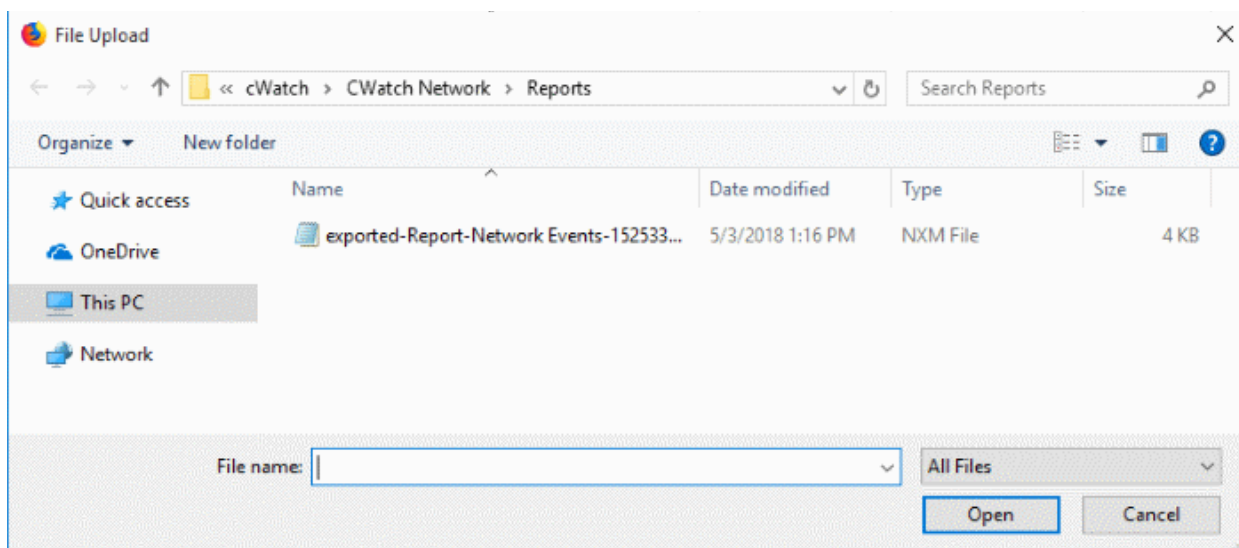 File Upload
« cWatch > CWatch Network > Reports Search Reports
Organize New folder
Name Date modified Type Size
Quick access
exported-Report-Network Events-152533... 5/3/2018 1:16 PM NXM File 4 KB
OneDrive
This PC
Network
File name: All Files
Open Cancel